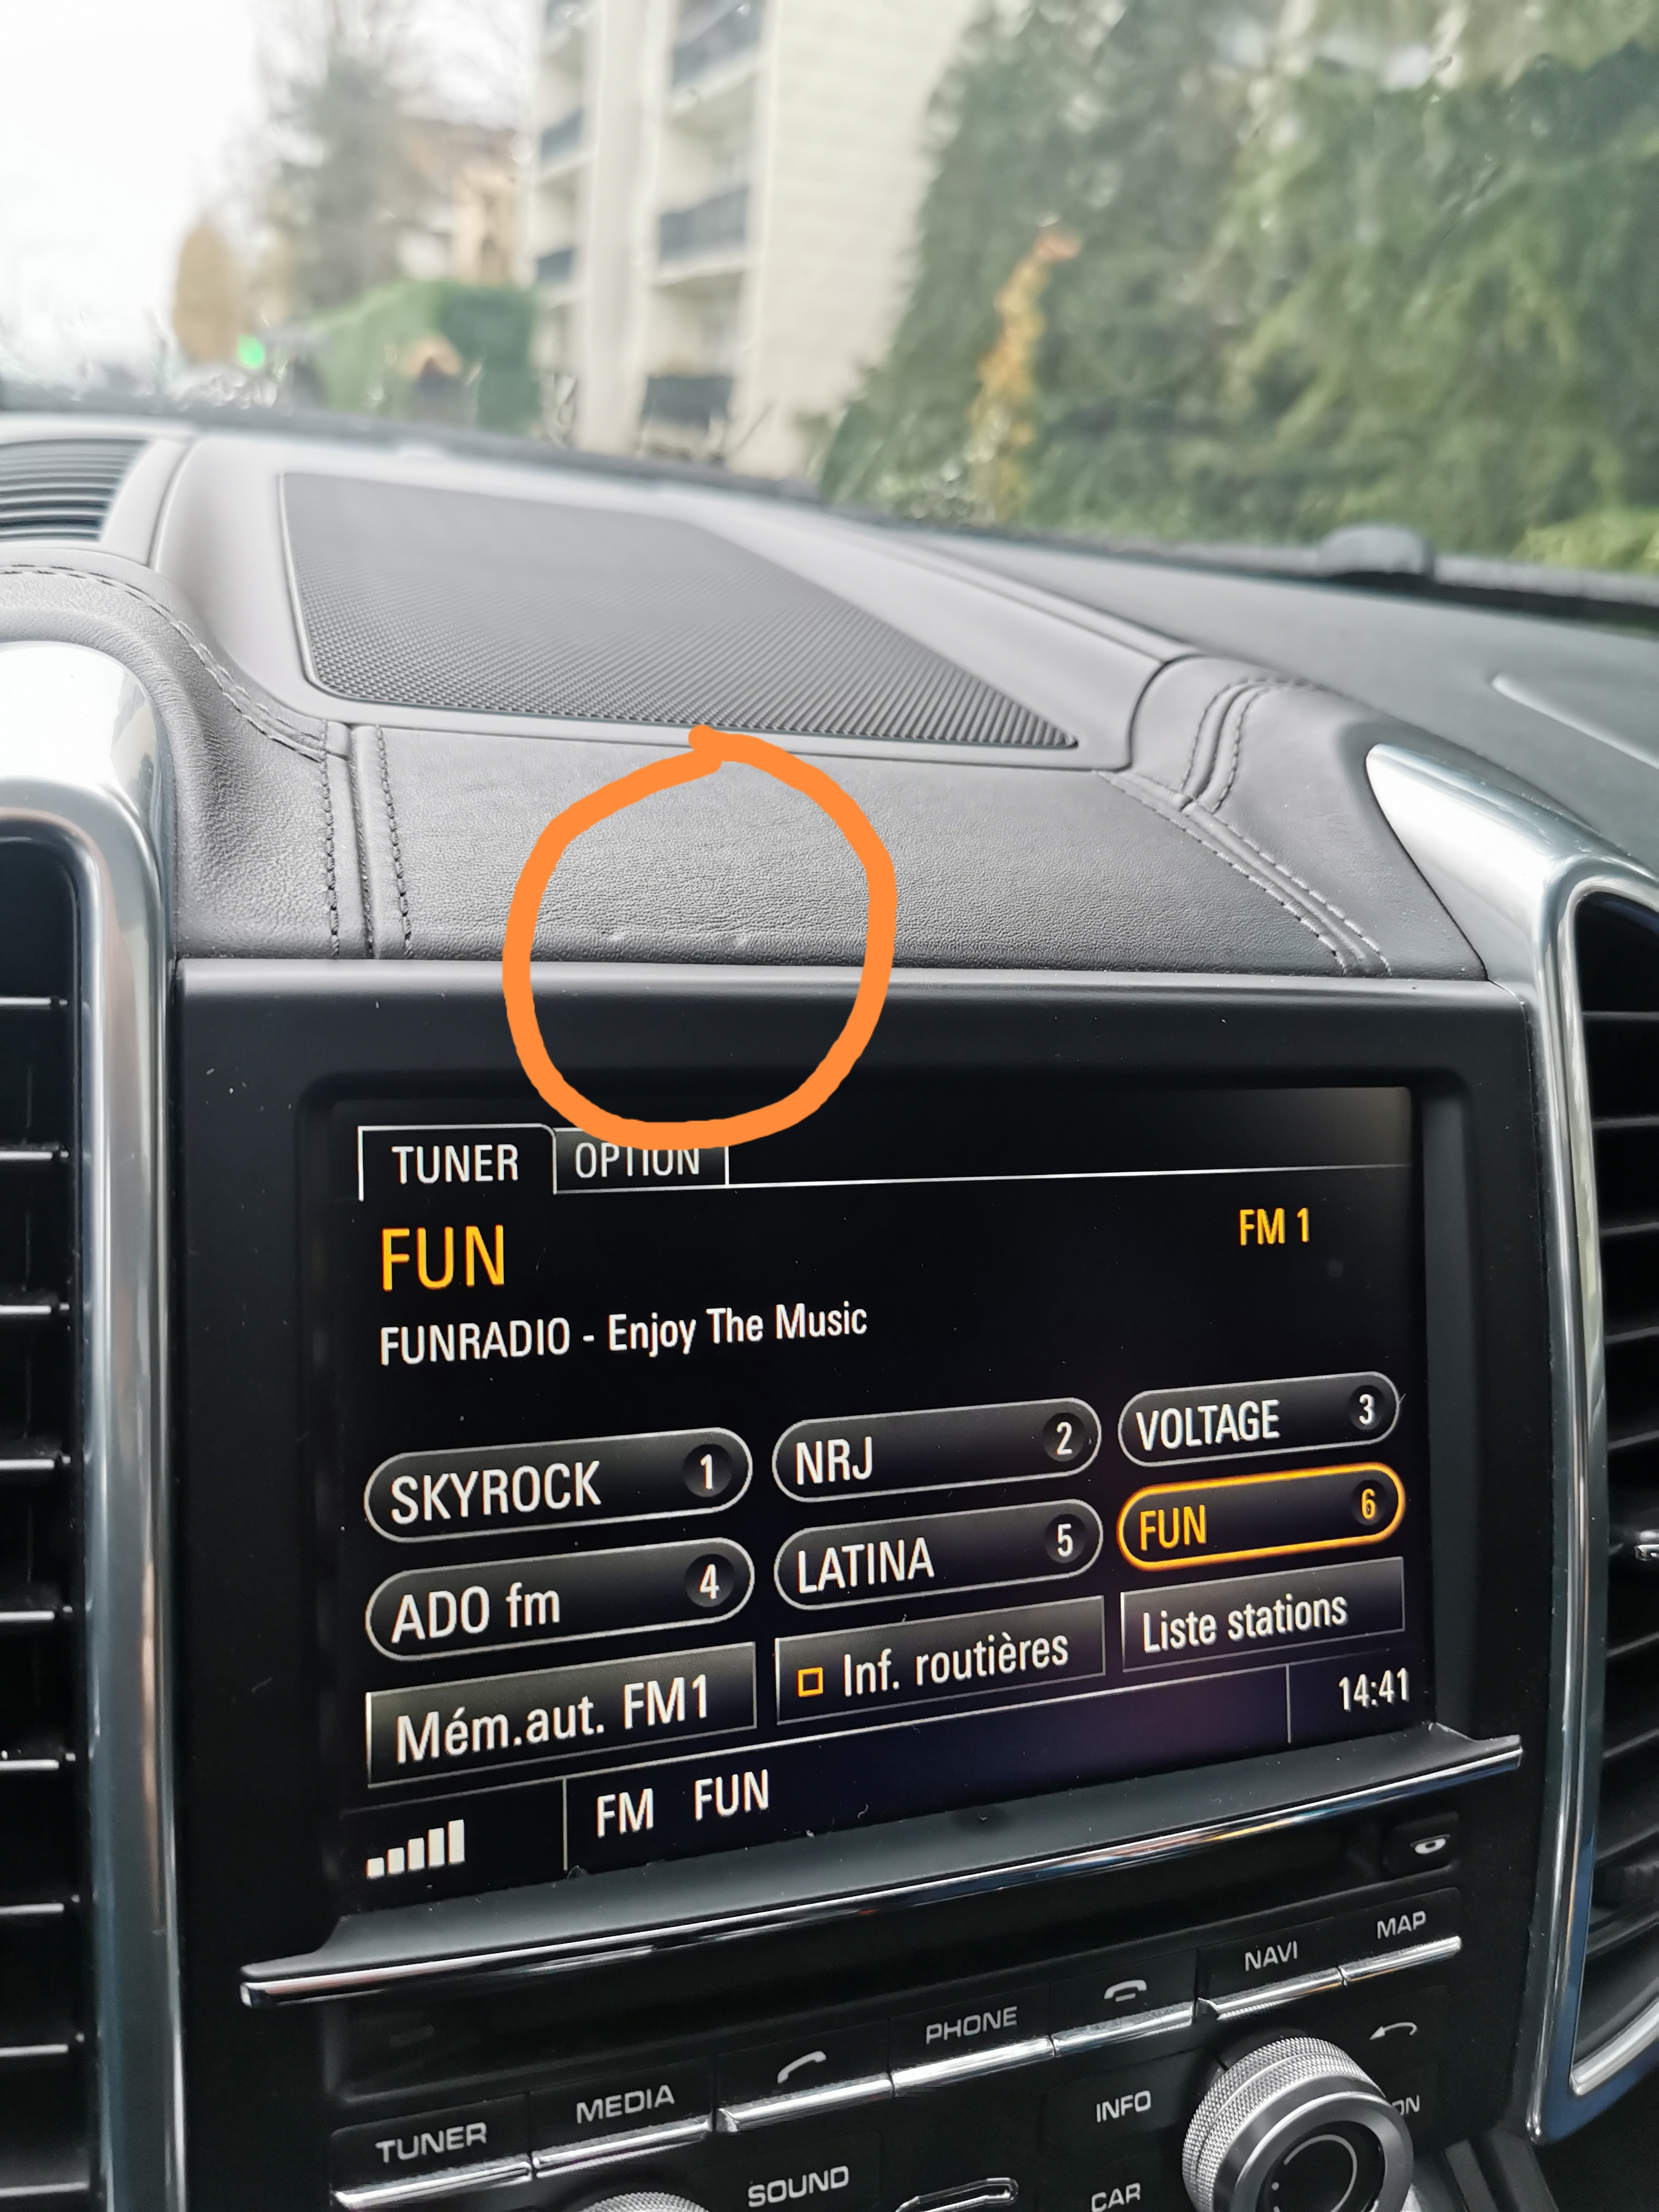 TUNER OPTION
FUN FM 1
FUNRADIO - Enjoy The Music
SKYROCK 1 NRJ 2 VOLTAGE 3
ADO fm 4 LATINA 5 FUN 6
Mém.aut. FM1 Inf. routières Liste stations
FM FUN 14:41
TUNER MEDIA PHONE NAVI MAP
SOUND INFO
CAR